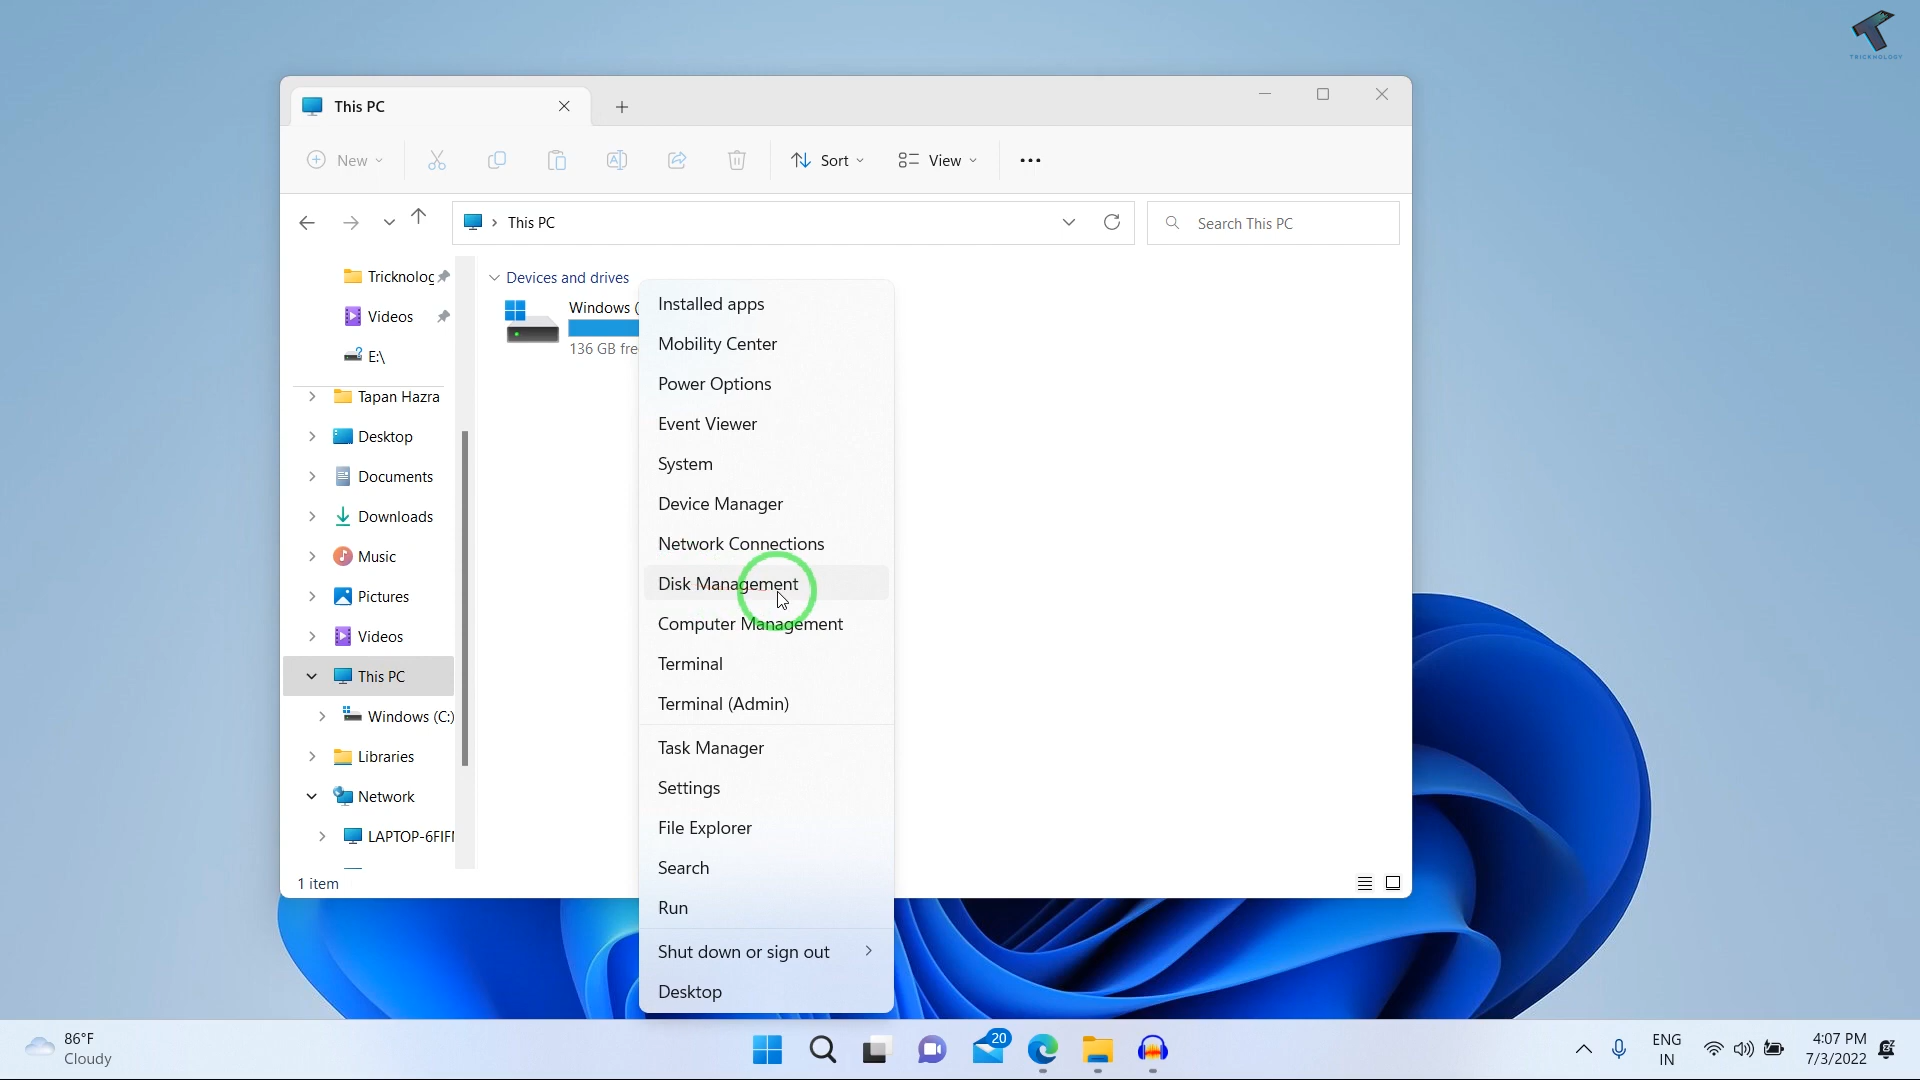 TRICKNOLOGY
This PC
New
Sort
View
This PC
Search This PC
Tricknolog
Videos
E:\
Tapan Hazra
Desktop
Documents
Downloads
Music
Pictures
Videos
This PC
Windows (C:)
Libraries
Network
LAPTOP-6FIF
1 item
Devices and drives
Windows (
136 GB fre
Installed apps
Mobility Center
Power Options
Event Viewer
System
Device Manager
Network Connections
Disk Management
Computer Management
Terminal
Terminal (Admin)
Task Manager
Settings
File Explorer
Search
Run
Shut down or sign out
Desktop
86°F
Cloudy
20
ENG
IN
4:07 PM
7/3/2022